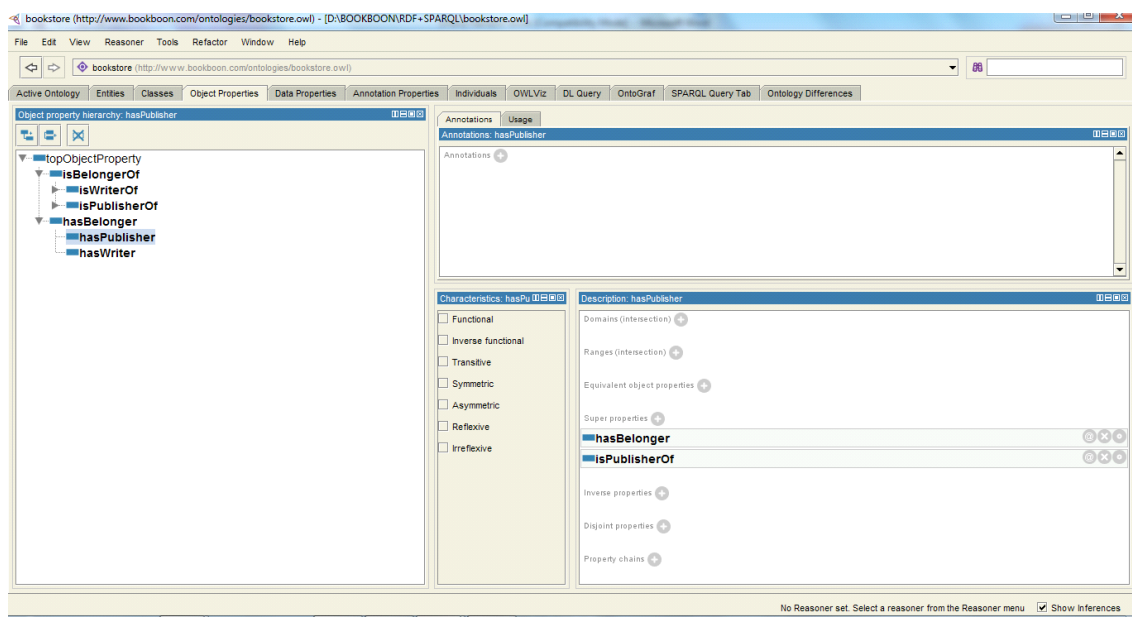 bookstore (http://www.bookboon.com/ontologies/bookstore.owl) - [D:\BOOKBOON\RDF+SPARQL\bookstore.owl]
File Edit View Reasoner Tools Refactor Window Help
bookstore (http://www.bookboon.com/ontologies/bookstore.owl)
Active Ontology Entities Classes Object Properties Data Properties Annotation Properties Individuals OWLViz DL Query OntoGraf SPARQL Query Tab Ontology Differences
Object property hierarchy: hasPublisher
topObjectProperty
isBelongerOf
isWriterOf
isPublisherOf
hasBelonger
hasPublisher
hasWriter
Annotations Usage
Annotations: hasPublisher
Annotations
Characteristics: hasPu
Functional
Inverse functional
Transitive
Symmetric
Asymmetric
Reflexive
Irreflexive
Description: hasPublisher
Domains (intersection)
Ranges (intersection)
Equivalent object properties
Super properties
hasBelonger
isPublisherOf
Inverse properties
Disjoint properties
Property chains
No Reasoner set. Select a reasoner from the Reasoner menu Show Inferences